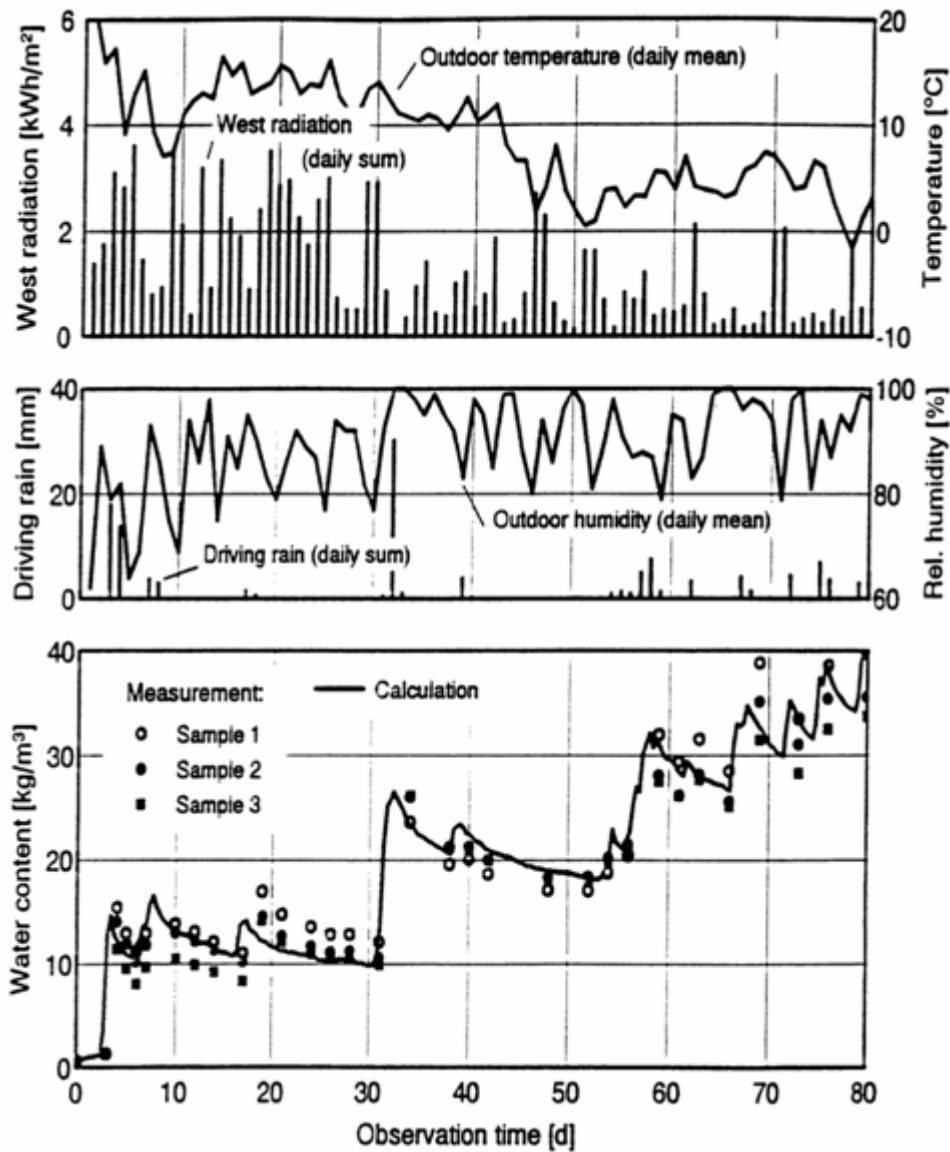 West radiation [kWh/m²]
6
4
2
0
Outdoor temperature (daily mean)
West radiation
(daily sum)
20
10
0
-10
Temperature [°C]
Driving rain [mm]
40
20
0
Driving rain (daily sum)
Outdoor humidity (daily mean)
100
80
60
Rel. humidity [%]
Water content [kg/m³]
40
30
20
10
0
Measurement:
Calculation
Sample 1
Sample 2
Sample 3
0 10 20 30 40 50 60 70 80
Observation time [d]